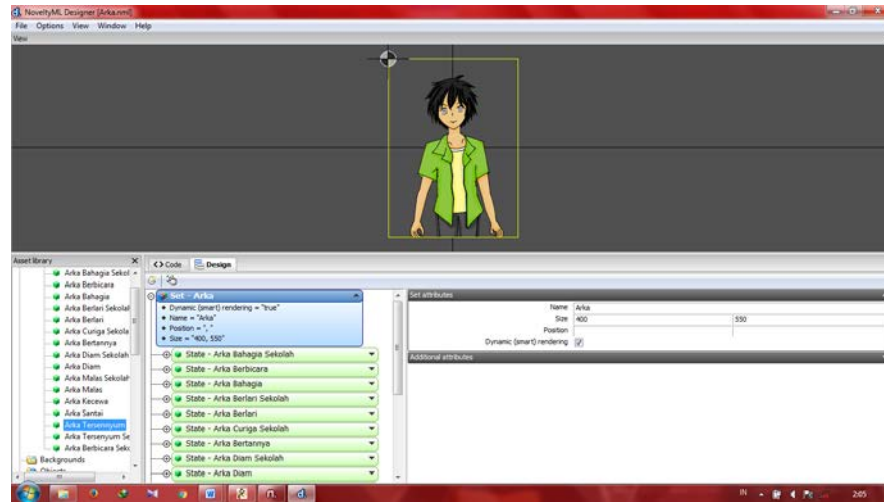 NoveltyML Designer [Arka.nml]
File Options View Window Help
View
Asset library
Arka Bahagia Sekol
Arka Berbicara
Arka Bahagia
Arka Berlari Sekolal
Arka Berlari
Arka Curiga Sekola
Arka Bertannya
Arka Diam Sekolah
Arka Diam
Arka Malas Sekolah
Arka Malas
Arka Kecewa
Arka Santai
Arka Tersennyum
Arka Tersenyum Se
Arka Berbicara Seko
Backgrounds
Objects
Code Design
Set - Arka
Dynamic (smart) rendering = "true"
Name = "Arka"
Position = ", "
Size = "400, 550"
State - Arka Bahagia Sekolah
State - Arka Berbicara
State - Arka Bahagia
State - Arka Berlari Sekolah
State - Arka Berlari
State - Arka Curiga Sekolah
State - Arka Bertannya
State - Arka Diam Sekolah
State - Arka Diam
Set attributes
Name Arka
Size 400 550
Position
Dynamic (smart) rendering
Additional attributes
IN 2:05